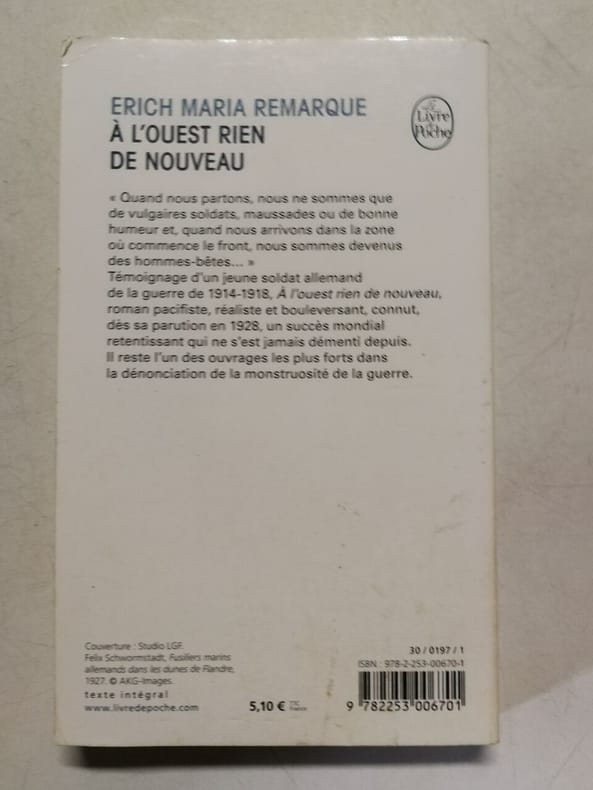 ERICH MARIA REMARQUE
À L'OUEST RIEN
DE NOUVEAU
Le
Livre
de
Poche
« Quand nous partons, nous ne sommes que
de vulgaires soldats, maussades ou de bonne
humeur et, quand nous arrivons dans la zone
où commence le front, nous sommes devenus
des hommes-bêtes... »
Témoignage d'un jeune soldat allemand
de la guerre de 1914-1918, À l'ouest rien de nouveau,
roman pacifiste, réaliste et bouleversant, connut,
dès sa parution en 1928, un succès mondial
retentissant qui ne s'est jamais démenti depuis.
Il reste l'un des ouvrages les plus forts dans
la dénonciation de la monstruosité de la guerre.
Couverture : Studio LGF.
Felix Schwormstadt, Fusiliers marins
allemands dans les dunes de Flandre,
1927. © AKG-Images.
texte intégral
www.livredepoche.com
5,10 € TTC
France
30 / 0197 / 1
ISBN : 978-2-253-00670-1
9 782253 006701